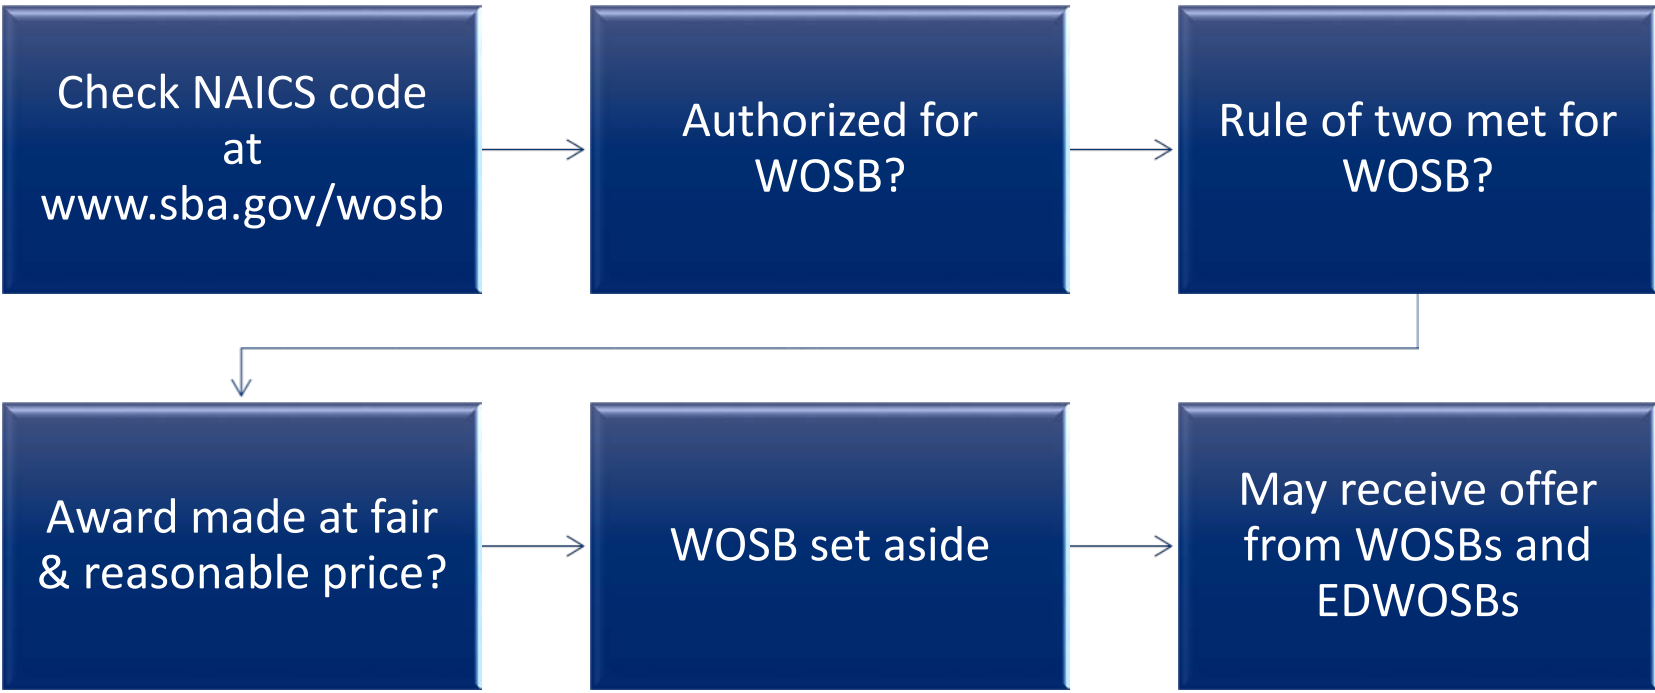 Check NAICS code
at
www.sba.gov/wosb
Authorized for
WOSB?
Rule of two met for
WOSB?
Award made at fair
& reasonable price?
WOSB set aside
May receive offer
from WOSBs and
EDWOSBs